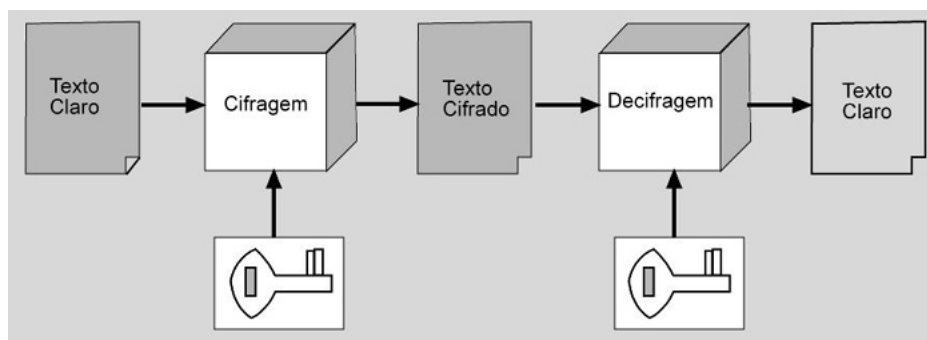 Texto
Claro
Cifragem
Texto
Cifrado
Decifragem
Texto
Claro